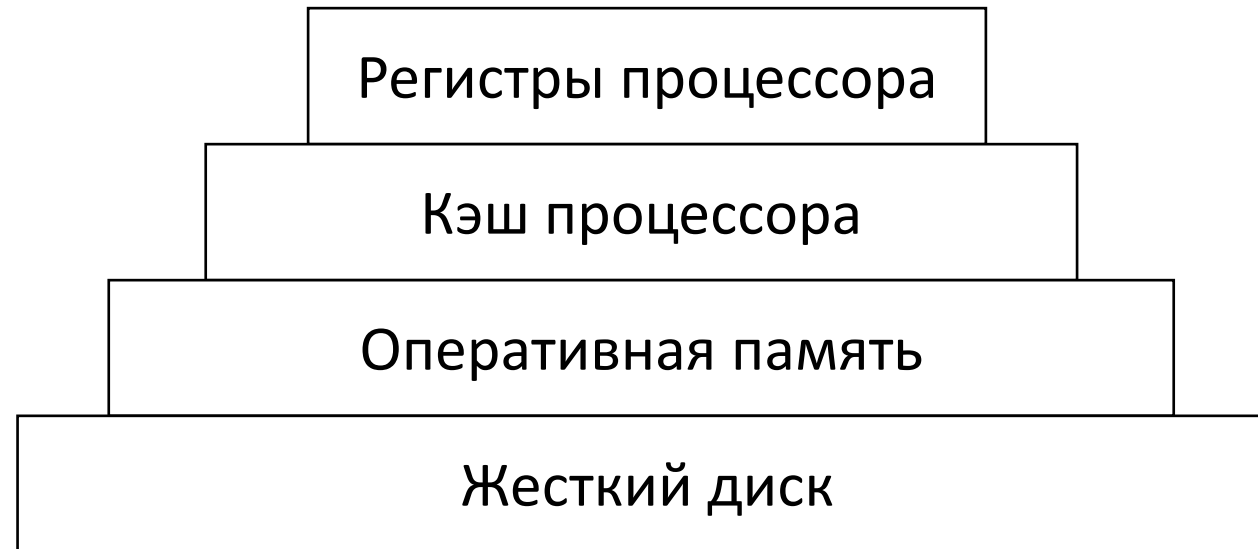 Регистры процессора
Кэш процессора
Оперативная память
Жесткий диск